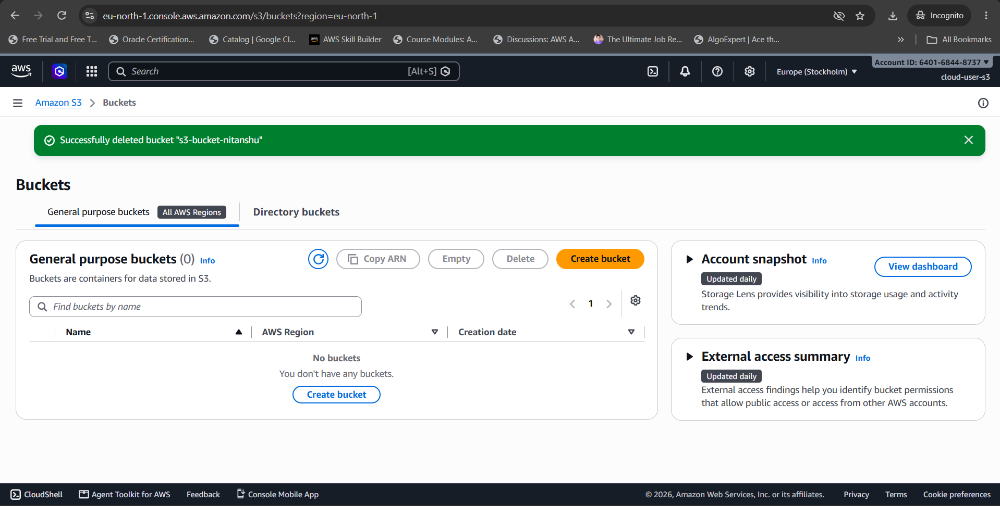 eu-north-1.console.aws.amazon.com/s3/buckets?region=eu-north-1
Incognito
Free Trial and Free T...
Oracle Certification...
Catalog | Google Cl...
aws
AWS Skill Builder
Course Modules: A...
Discussions: AWS A...
The Ultimate Job Re...
AlgoExpert | Ace th...
All Bookmarks
aws
Search
[Alt+S]
Europe (Stockholm)
Account ID: 6401-6844-8737
cloud-user-s3
Amazon S3
Buckets
Successfully deleted bucket "s3-bucket-nitanshu"
Buckets
General purpose buckets
All AWS Regions
Directory buckets
General purpose buckets (0) Info
Copy ARN
Empty
Delete
Create bucket
Buckets are containers for data stored in S3.
Find buckets by name
1
Name
AWS Region
Creation date
No buckets
You don't have any buckets.
Create bucket
Account snapshot Info
View dashboard
Updated daily
Storage Lens provides visibility into storage usage and activity
trends.
External access summary Info
Updated daily
External access findings help you identify bucket permissions
that allow public access or access from other AWS accounts.
CloudShell
Agent Toolkit for AWS
Feedback
Console Mobile App
© 2026, Amazon Web Services, Inc. or its affiliates.
Privacy
Terms
Cookie preferences